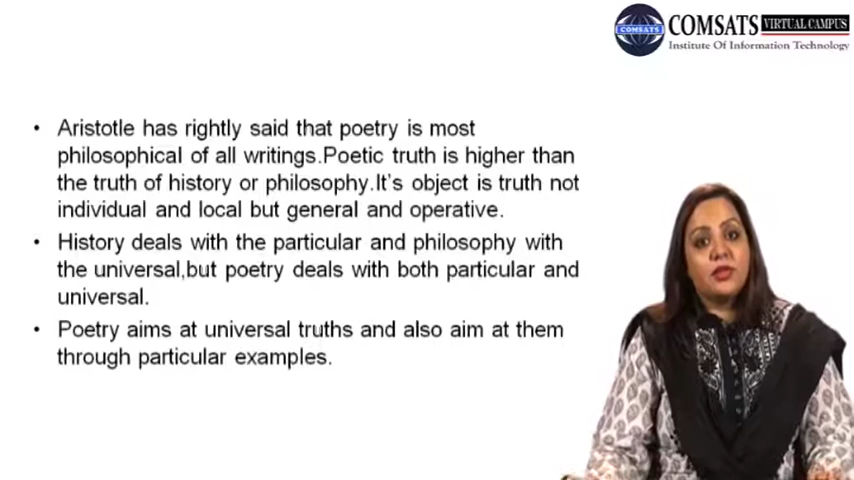 COMSATS VIRTUAL CAMPUS
Institute Of Information Technology
COMSATS
• Aristotle has rightly said that poetry is most
philosophical of all writings.Poetic truth is higher than
the truth of history or philosophy.It's object is truth not
individual and local but general and operative.
• History deals with the particular and philosophy with
the universal,but poetry deals with both particular and
universal.
• Poetry aims at universal truths and also aim at them
through particular examples.